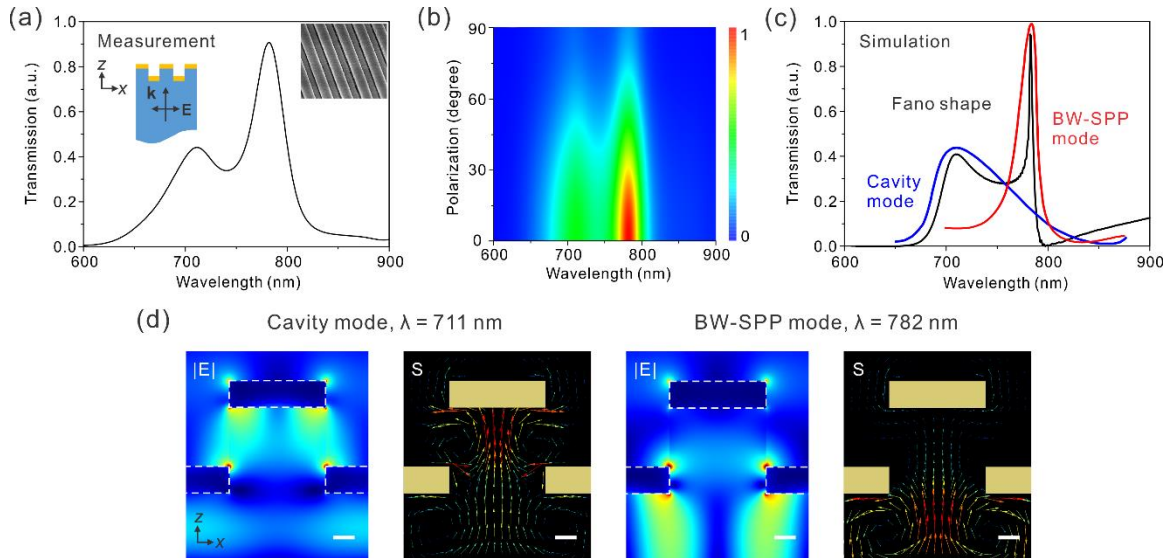 (a)
Measurement
z
x
k
E
Transmission (a.u.)
1.0
0.8
0.6
0.4
0.2
0.0
600
700
800
900
Wavelength (nm)
(b)
Polarization (degree)
90
60
30
0
600
700
800
900
Wavelength (nm)
1
0
(c)
Simulation
Fano shape
BW-SPP
mode
Cavity
mode
Transmission (a.u.)
1.0
0.8
0.6
0.4
0.2
0.0
600
700
800
900
Wavelength (nm)
(d)
Cavity mode, λ = 711 nm
BW-SPP mode, λ = 782 nm
|E|
S
|E|
S
z
x